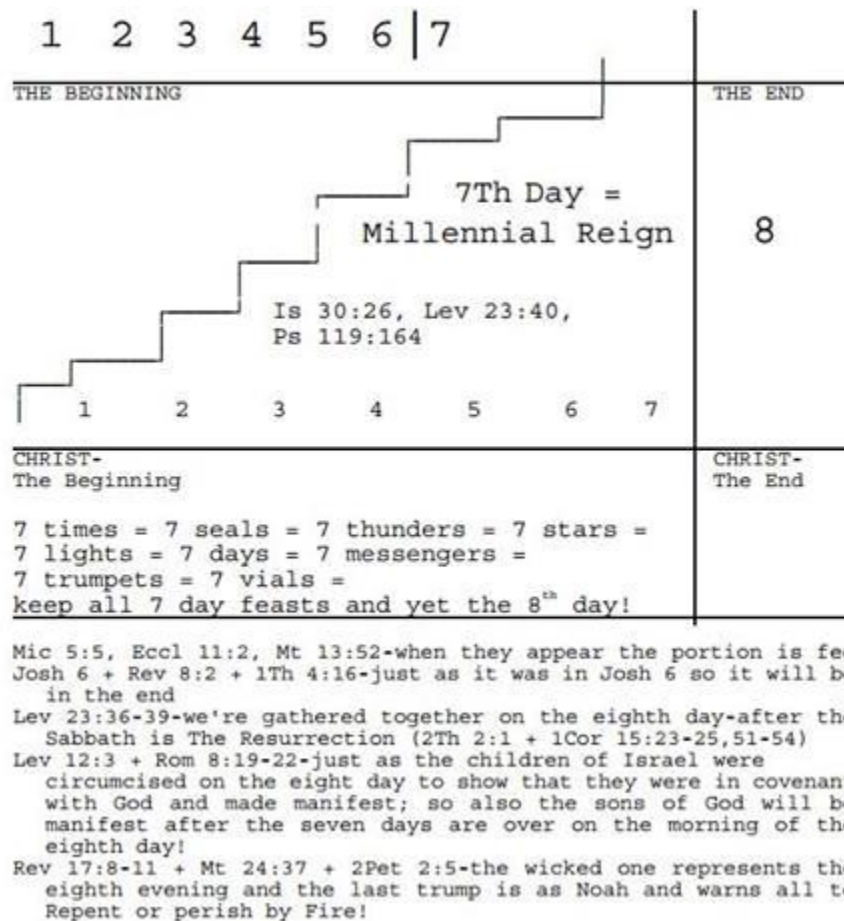 1 2 3 4 5 6 7
THE BEGINNING
THE END
7Th Day =
Millennial Reign
8
Is 30:26, Lev 23:40,
Ps 119:164
1 2 3 4 5 6 7
CHRIST-
The Beginning
CHRIST-
The End
7 times = 7 seals = 7 thunders = 7 stars =
7 lights = 7 days = 7 messengers =
7 trumpets = 7 vials =
keep all 7 day feasts and yet the 8th day!
Mic 5:5, Eccl 11:2, Mt 13:52-when they appear the portion is
Josh 6 + Rev 8:2 + 1Th 4:16-just as it was in Josh 6 so it will
in the end
Lev 23:36-39-we're gathered together on the eighth day-after
Sabbath is The Resurrection (2Th 2:1 + 1Cor 15:23-25,51-54)
Lev 12:3 + Rom 8:19-22-just as the children of Israel were
circumcised on the eight day to show that they were in
with God and made manifest; so also the sons of God will
manifest after the seven days are over on the morning of
eighth day!
Rev 17:8-11 + Mt 24:37 + 2Pet 2:5-the wicked one represents
eighth evening and the last trump is as Noah and warns all
Repent or perish by Fire!